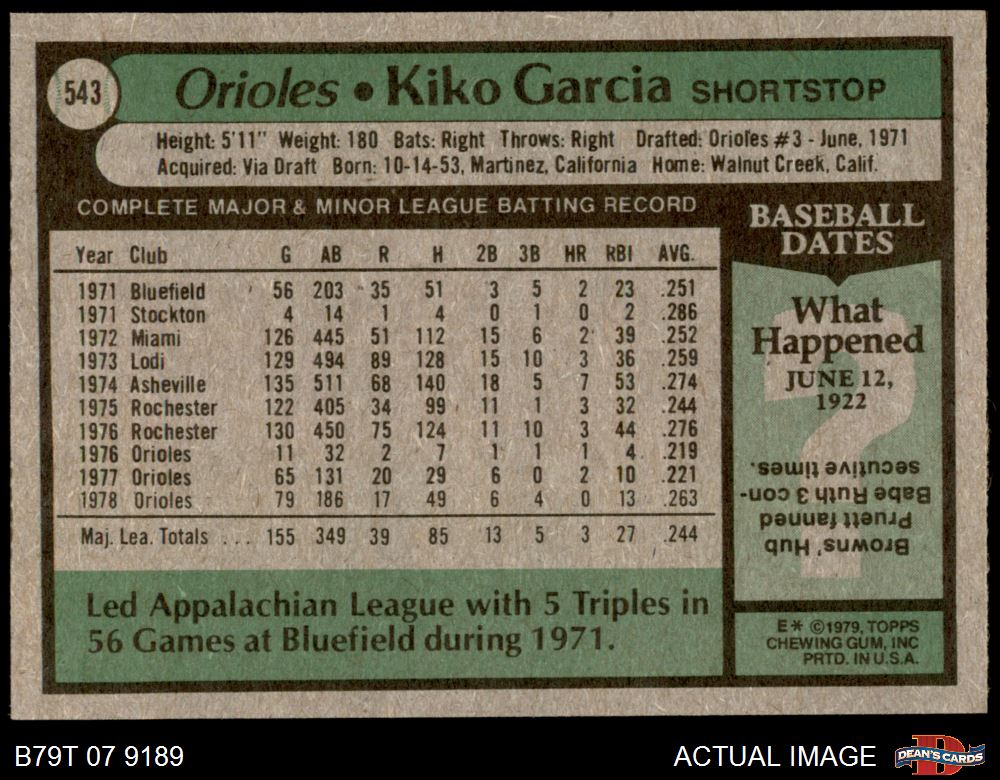 543
Orioles • Kiko Garcia SHORTSTOP
Height: 5'11" Weight: 180 Bats: Right Throws: Right Drafted: Orioles #3 - June, 1971
Acquired: Via Draft Born: 10-14-53, Martinez, California Home: Walnut Creek, Calif.
COMPLETE MAJOR & MINOR LEAGUE BATTING RECORD
Year Club G AB R H 2B 3B HR RBI AVG.
1971 Bluefield 56 203 35 51 3 5 2 23 .251
1971 Stockton 4 14 1 4 0 1 0 2 .286
1972 Miami 126 445 51 112 15 6 2 39 .252
1973 Lodi 129 494 89 128 15 10 3 36 .259
1974 Asheville 135 511 68 140 18 5 7 53 .274
1975 Rochester 122 405 34 99 11 1 3 32 .244
1976 Rochester 130 450 75 124 11 10 3 44 .276
1976 Orioles 11 32 2 7 1 1 1 4 .219
1977 Orioles 65 131 20 29 6 0 2 10 .221
1978 Orioles 79 186 17 49 6 4 0 13 .263
Maj. Lea. Totals ... 155 349 39 85 13 5 3 27 .244
Led Appalachian League with 5 Triples in
56 Games at Bluefield during 1971.
BASEBALL
DATES
What
Happened
JUNE 12,
1922
?
Browns' Hub
Pruett fanned
Babe Ruth 3 con-
secutive times.
E* ©1979, TOPPS
CHEWING GUM, INC
PRTD. IN U.S.A.
B79T 07 9189
ACTUAL IMAGE
D
DEAN'S CARDS